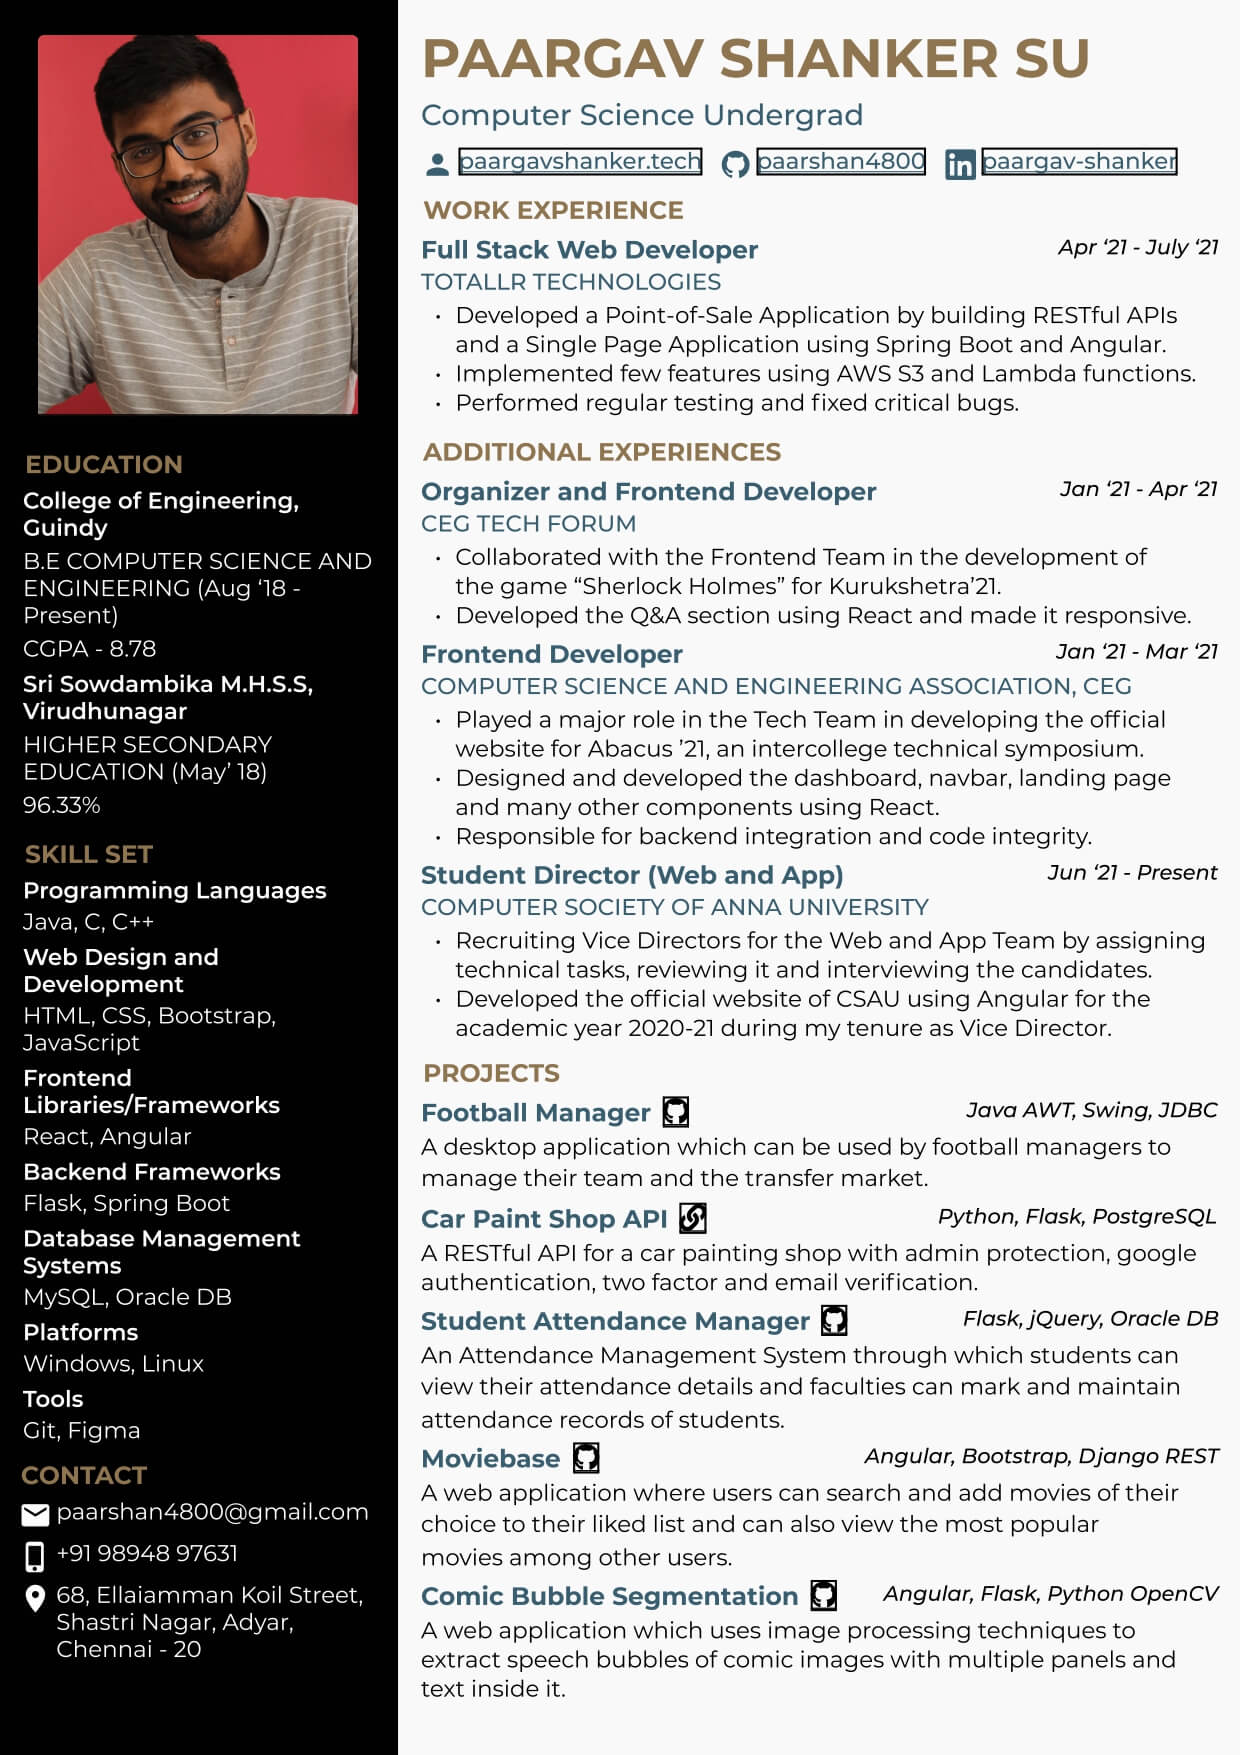 PAARGAV SHANKER SU
Computer Science Undergrad
paargavshanker.tech paarshan4800 paargav-shanker
EDUCATION
College of Engineering,
Guindy
B.E COMPUTER SCIENCE AND
ENGINEERING (Aug ‘18 -
Present)
CGPA - 8.78
Sri Sowdambika M.H.S.S,
Virudhunagar
HIGHER SECONDARY
EDUCATION (May’ 18)
96.33%
SKILL SET
Programming Languages
Java, C, C++
Web Design and
Development
HTML, CSS, Bootstrap,
JavaScript
Frontend
Libraries/Frameworks
React, Angular
Backend Frameworks
Flask, Spring Boot
Database Management
Systems
MySQL, Oracle DB
Platforms
Windows, Linux
Tools
Git, Figma
CONTACT
paarshan4800@gmail.com
+91 98948 97631
68, Ellaiamman Koil Street,
Shastri Nagar, Adyar,
Chennai - 20
WORK EXPERIENCE
Full Stack Web Developer Apr ‘21 - July ‘21
TOTALLR TECHNOLOGIES
• Developed a Point-of-Sale Application by building RESTful APIs
and a Single Page Application using Spring Boot and Angular.
• Implemented few features using AWS S3 and Lambda functions.
• Performed regular testing and fixed critical bugs.
ADDITIONAL EXPERIENCES
Organizer and Frontend Developer Jan ‘21 - Apr ‘21
CEG TECH FORUM
• Collaborated with the Frontend Team in the development of
the game “Sherlock Holmes” for Kurukshetra’21.
• Developed the Q&A section using React and made it responsive.
Frontend Developer Jan ‘21 - Mar ‘21
COMPUTER SCIENCE AND ENGINEERING ASSOCIATION, CEG
• Played a major role in the Tech Team in developing the official
website for Abacus ’21, an intercollege technical symposium.
• Designed and developed the dashboard, navbar, landing page
and many other components using React.
• Responsible for backend integration and code integrity.
Student Director (Web and App) Jun ‘21 - Present
COMPUTER SOCIETY OF ANNA UNIVERSITY
• Recruiting Vice Directors for the Web and App Team by assigning
technical tasks, reviewing it and interviewing the candidates.
• Developed the official website of CSAU using Angular for the
academic year 2020-21 during my tenure as Vice Director.
PROJECTS
Football Manager Java AWT, Swing, JDBC
A desktop application which can be used by football managers to
manage their team and the transfer market.
Car Paint Shop API Python, Flask, PostgreSQL
A RESTful API for a car painting shop with admin protection, google
authentication, two factor and email verification.
Student Attendance Manager Flask, jQuery, Oracle DB
An Attendance Management System through which students can
view their attendance details and faculties can mark and maintain
attendance records of students.
Moviebase Angular, Bootstrap, Django REST
A web application where users can search and add movies of their
choice to their liked list and can also view the most popular
movies among other users.
Comic Bubble Segmentation Angular, Flask, Python OpenCV
A web application which uses image processing techniques to
extract speech bubbles of comic images with multiple panels and
text inside it.